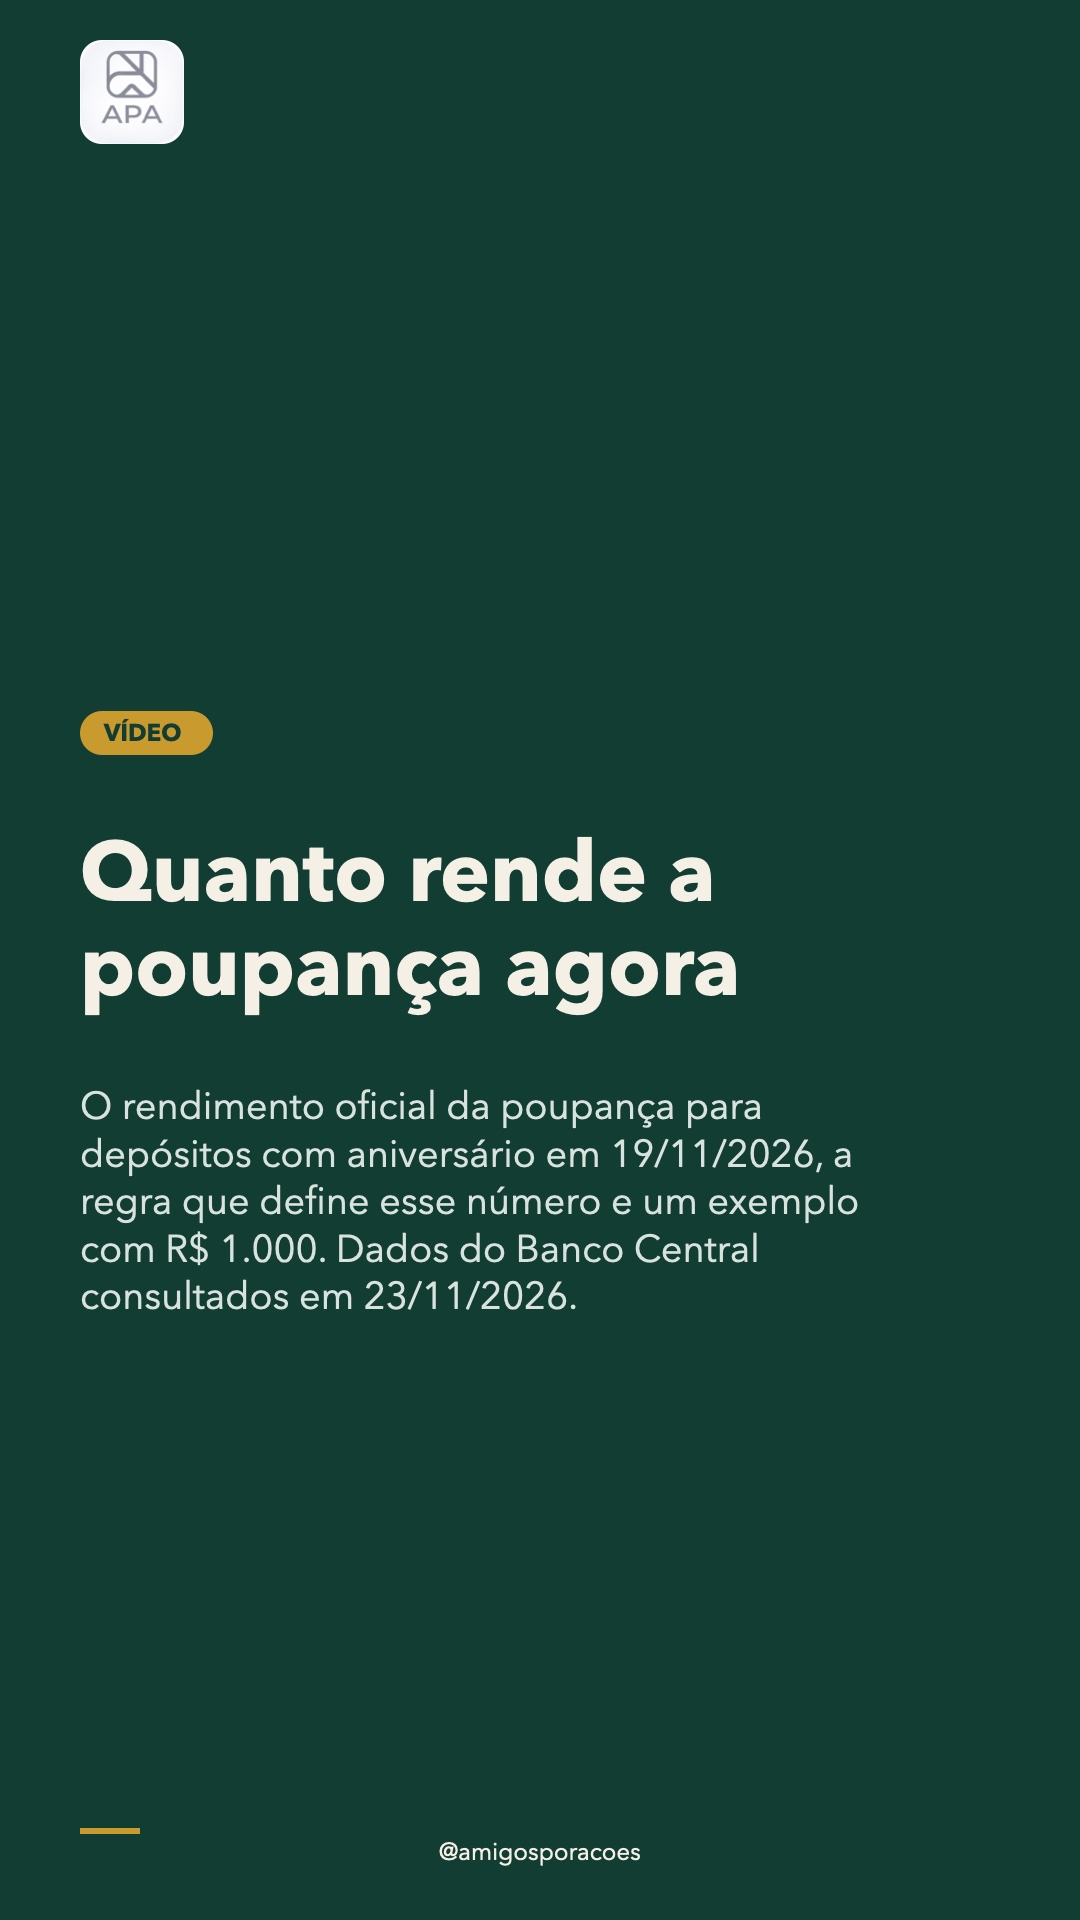 APA
VÍDEO
Quanto rende a
poupança agora
O rendimento oficial da poupança para
depósitos com aniversário em 19/11/2026, a
regra que define esse número e um exemplo
com R$ 1.000. Dados do Banco Central
consultados em 23/11/2026.
@amigosporacoes